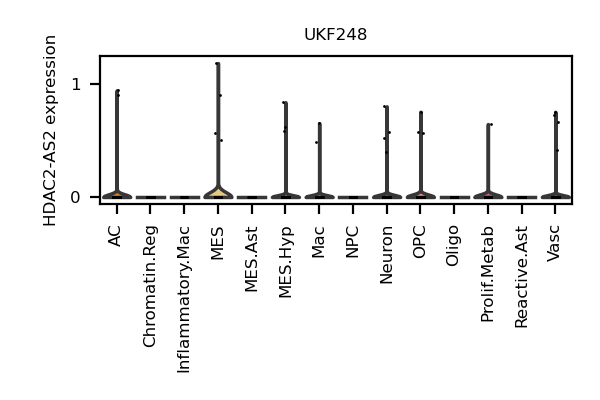 UKF248
HDAC2-AS2 expression
1
0
AC
Chromatin.Reg
Inflammatory.Mac
MES
MES.Ast
MES.Hyp
Mac
NPC
Neuron
OPC
Oligo
Prolif.Metab
Reactive.Ast
Vasc